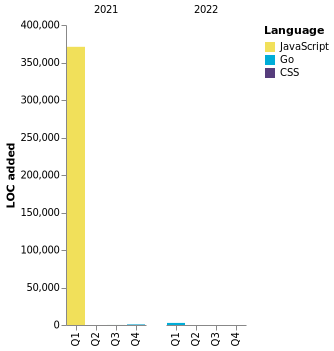 2021 2022
Language
JavaScript
Go
CSS
LOC added
400,000
350,000
300,000
250,000
200,000
150,000
100,000
50,000
0
Q1 Q2 Q3 Q4 Q1 Q2 Q3 Q4